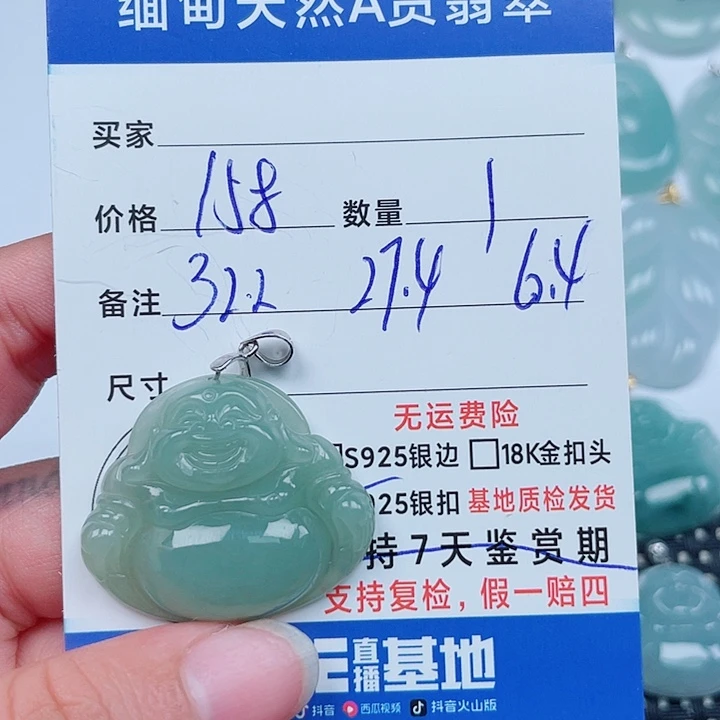 缅甸天然A货翡翠
买家
价格 158 数量 1
备注 32.2 27.4 6.4
尺寸
无运费险
S925银边 □18K金扣头
925银扣 基地质检发货
持7天鉴赏期
支持复检，假一赔四
直播基地
抖音 西瓜视频 抖音火山版